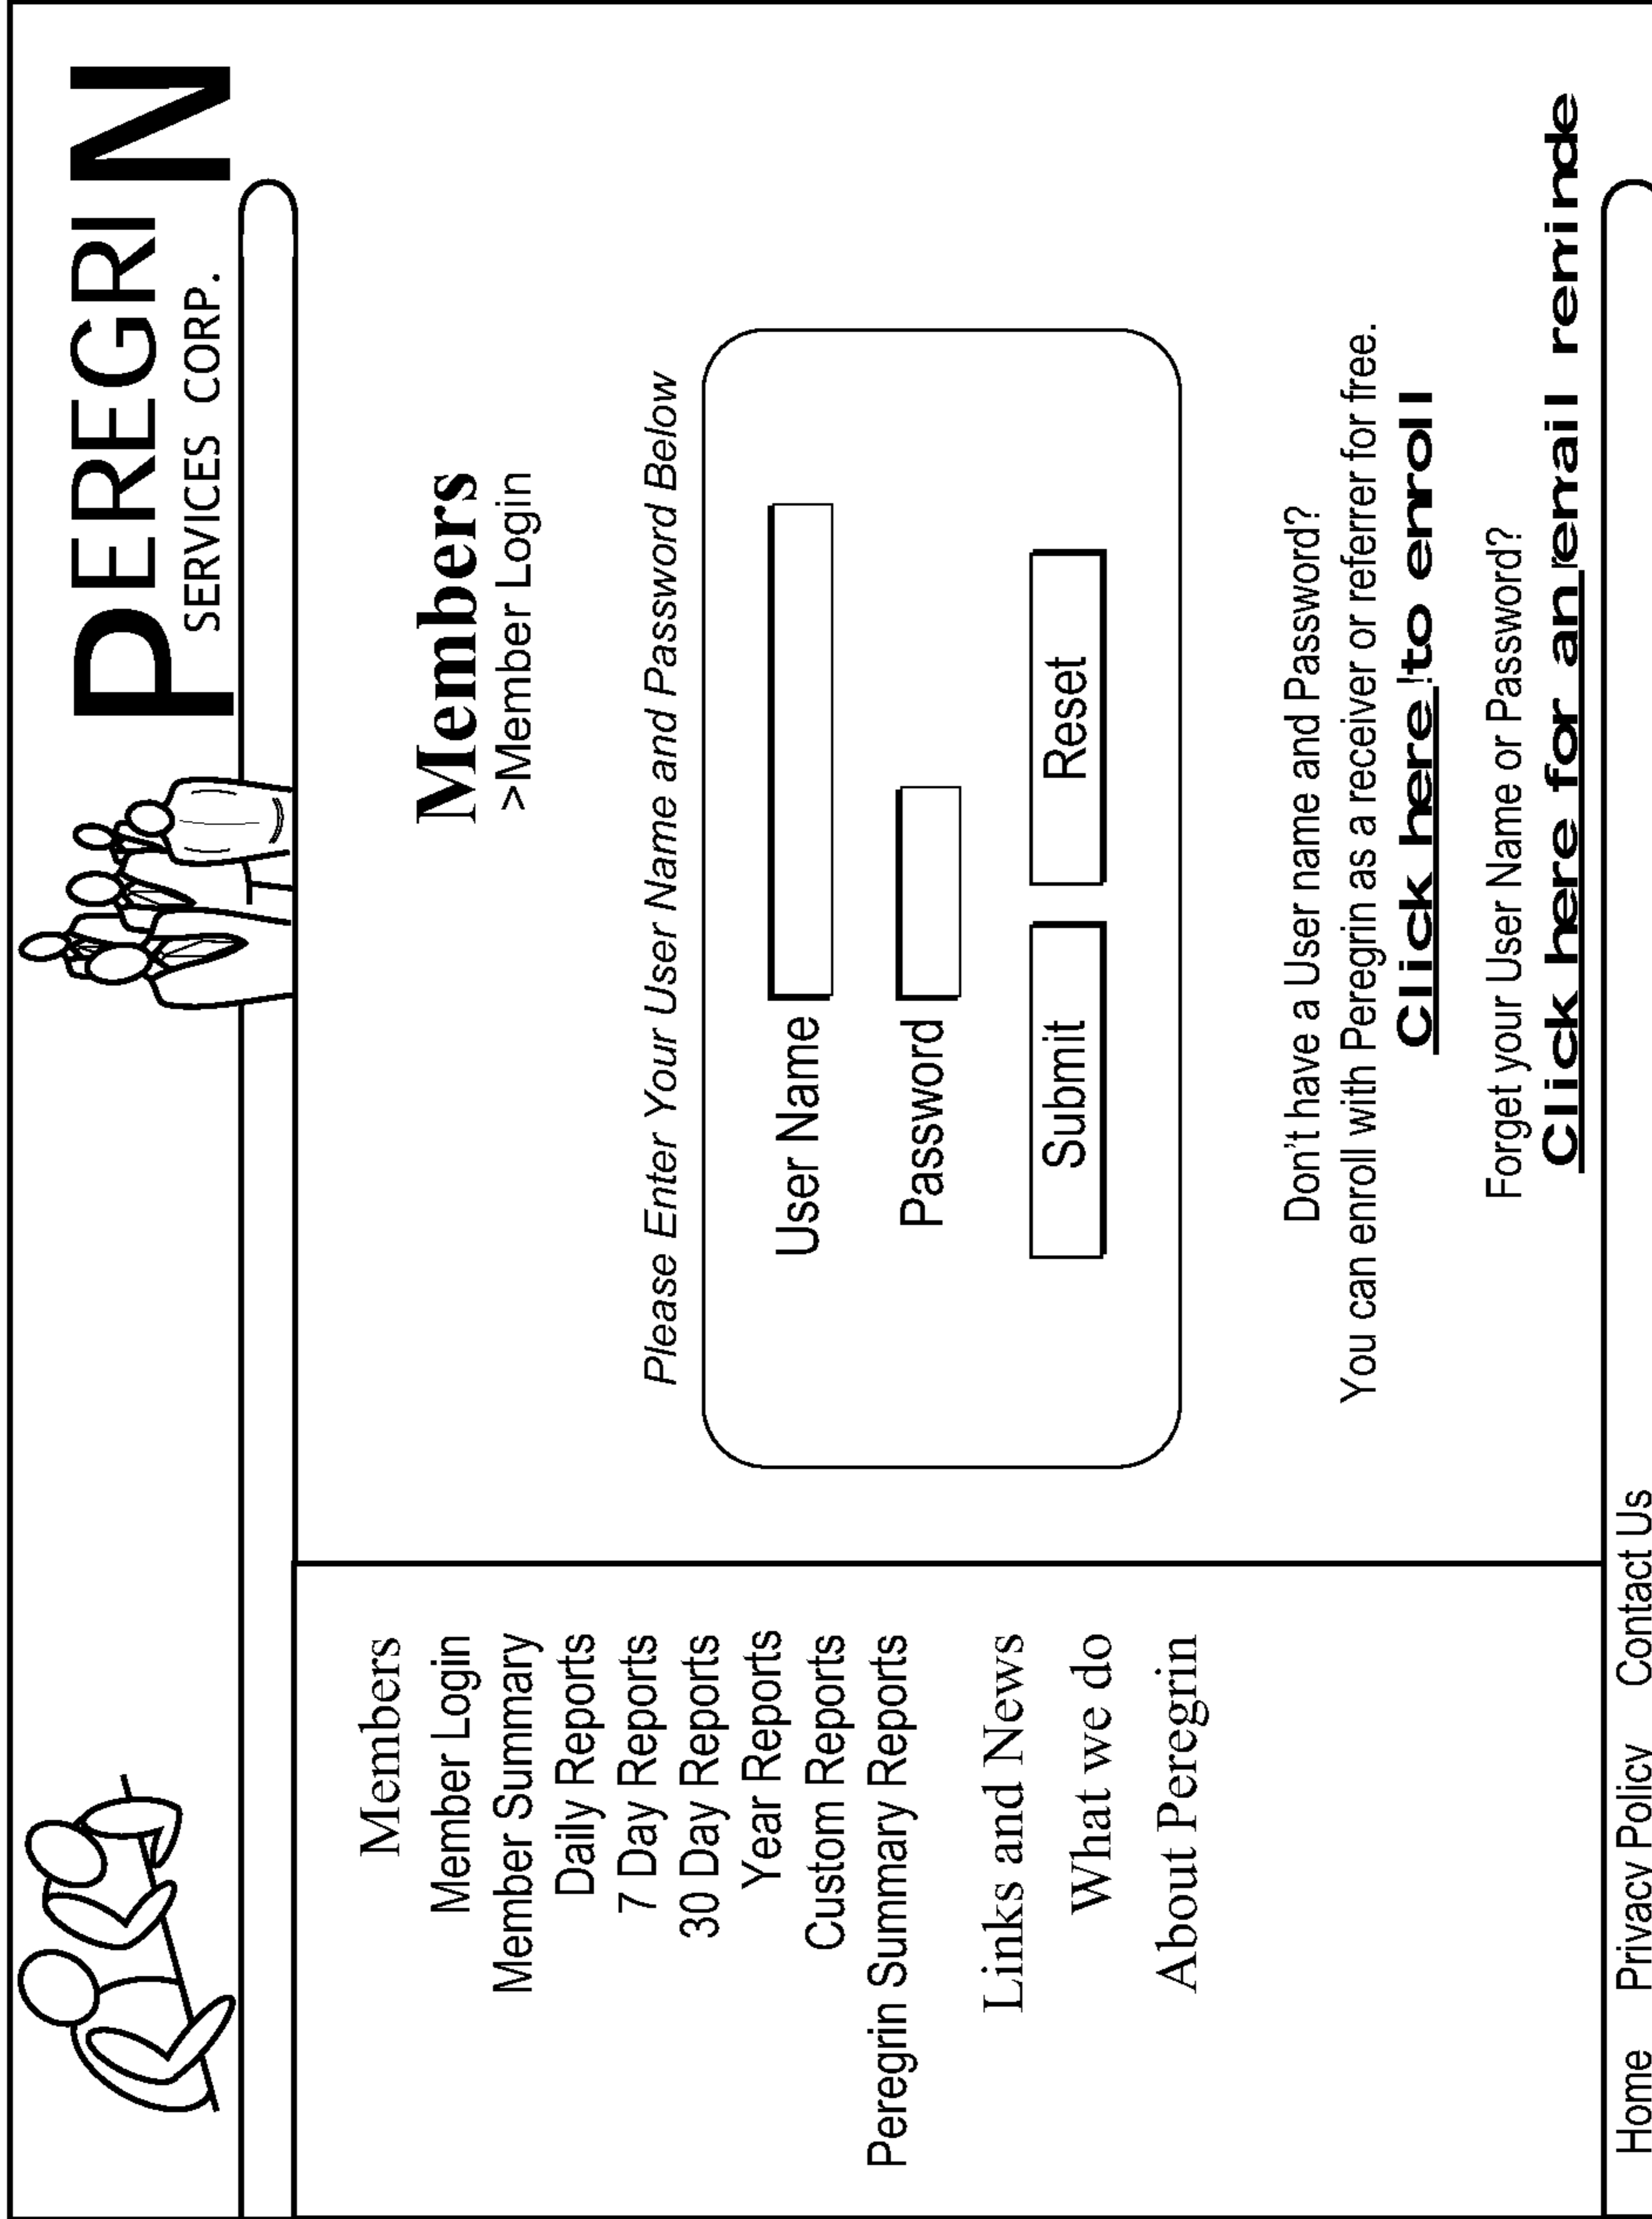 PEREGRIN
SERVICES CORP.
Members
Member Login
Member Summary
Daily Reports
7 Day Reports
30 Day Reports
Year Reports
Custom Reports
Peregrin Summary Reports
Links and News
What we do
About Peregrin
Members
>Member Login
Please Enter Your User Name and Password Below
User Name
Password
Submit
Reset
Don't have a User name and Password?
You can enroll with Peregrin as a receiver or referrer for free.
Click here to enroll
Forget your User Name or Password?
Click here for an email reminde
Home Privacy Policy Contact Us